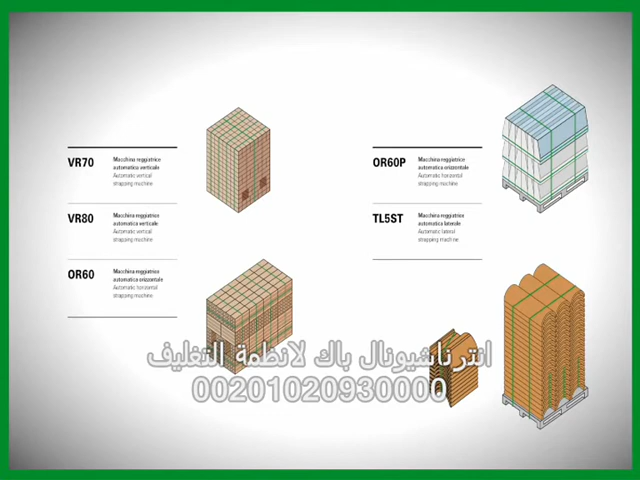 VR70
Macchina reggiatrice
automatica verticale
Automatic vertical
strapping machine
VR80
Macchina reggiatrice
automatica verticale
Automatic vertical
strapping machine
OR60
Macchina reggiatrice
automatica orizzontale
Automatic horizontal
strapping machine
OR60P
Macchina reggiatrice
automatica orizzontale
Automatic horizontal
strapping machine
TL5ST
Macchina reggiatrice
automatica laterale
Automatic lateral
strapping machine
انترناشيونال باك لانظمة التغليف
00201020930000